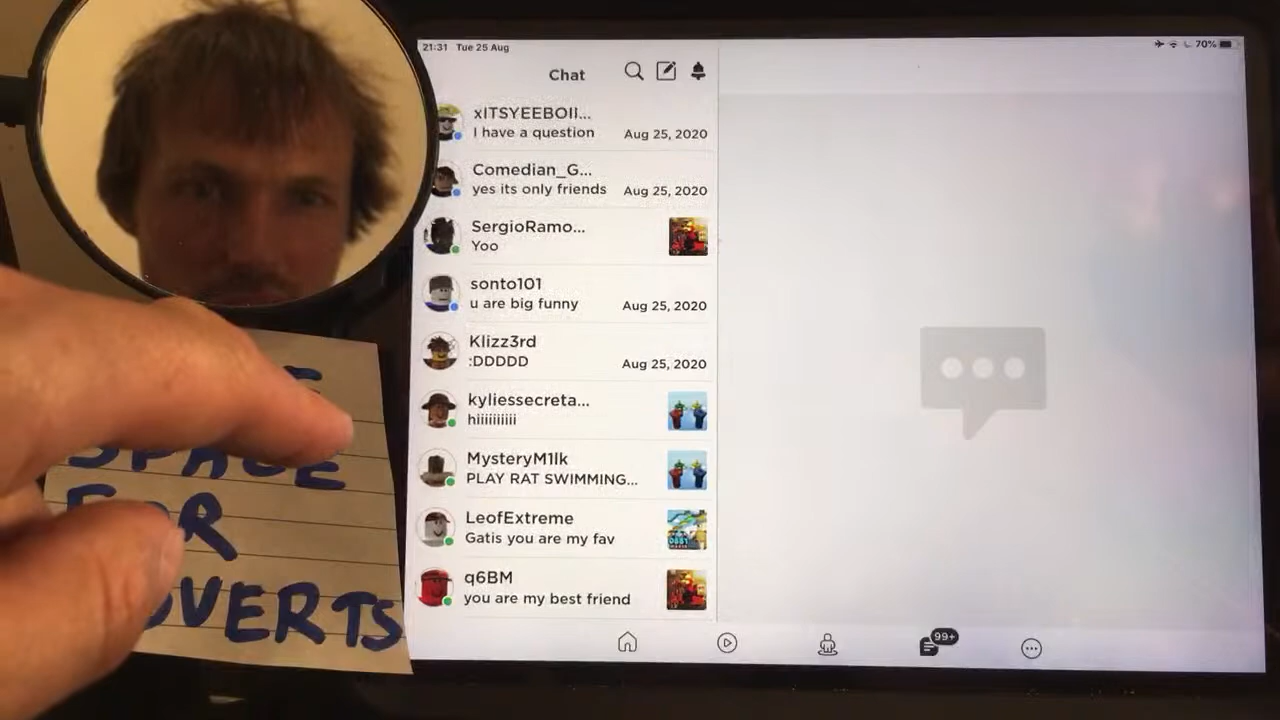 21:31 Tue 25 Aug
70%
Chat
xITSYEEBOII...
I have a question Aug 25, 2020
Comedian_G...
yes its only friends Aug 25, 2020
SergioRamo...
Yoo
sonto101
u are big funny Aug 25, 2020
Klizz3rd
:DDDDD Aug 25, 2020
kyliessecreta...
hiiiiiiiiii
MysteryM1lk
PLAY RAT SWIMMING...
LeofExtreme
Gatis you are my fav
q6BM
you are my best friend
99+
SPACE
FOR